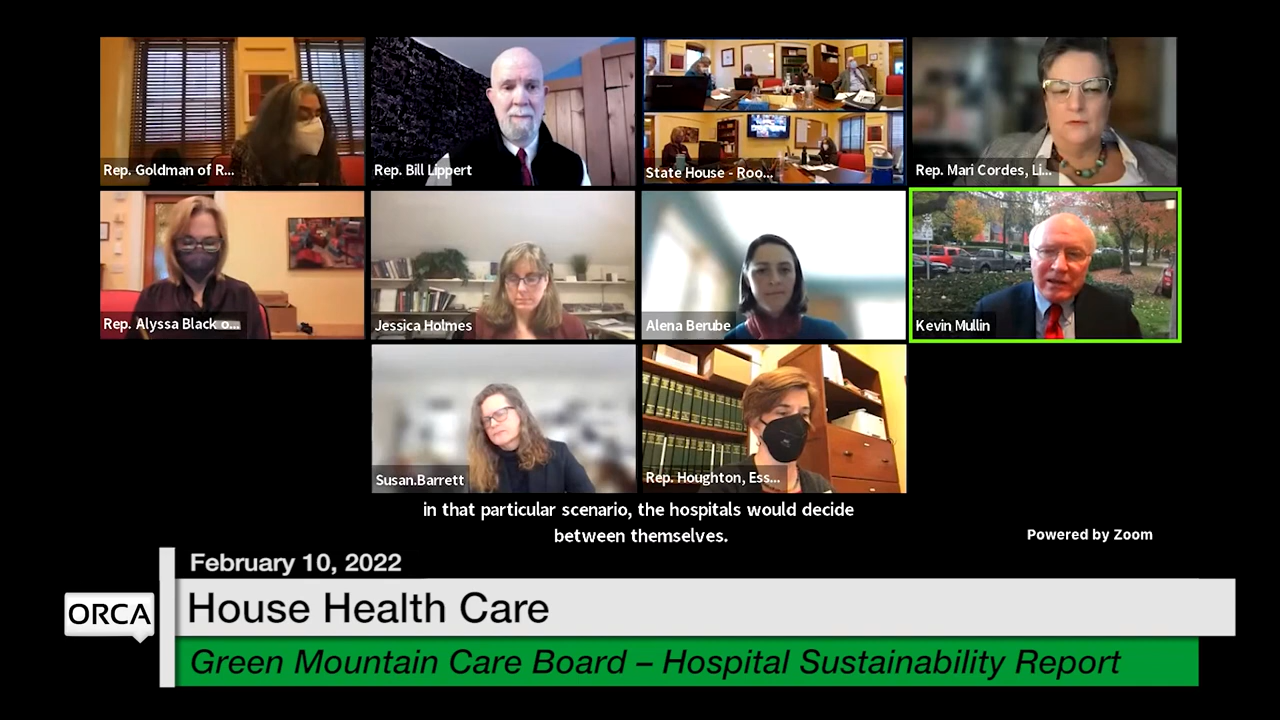 Rep. Goldman of R...
Rep. Bill Lippert
State House - Roo...
Rep. Mari Cordes, Li...
Rep. Alyssa Black o...
Jessica Holmes
Alena Berube
Kevin Mullin
Susan.Barrett
Rep. Houghton, Ess...
in that particular scenario, the hospitals would decide
between themselves.
Powered by Zoom
February 10, 2022
ORCA
House Health Care
Green Mountain Care Board – Hospital Sustainability Report